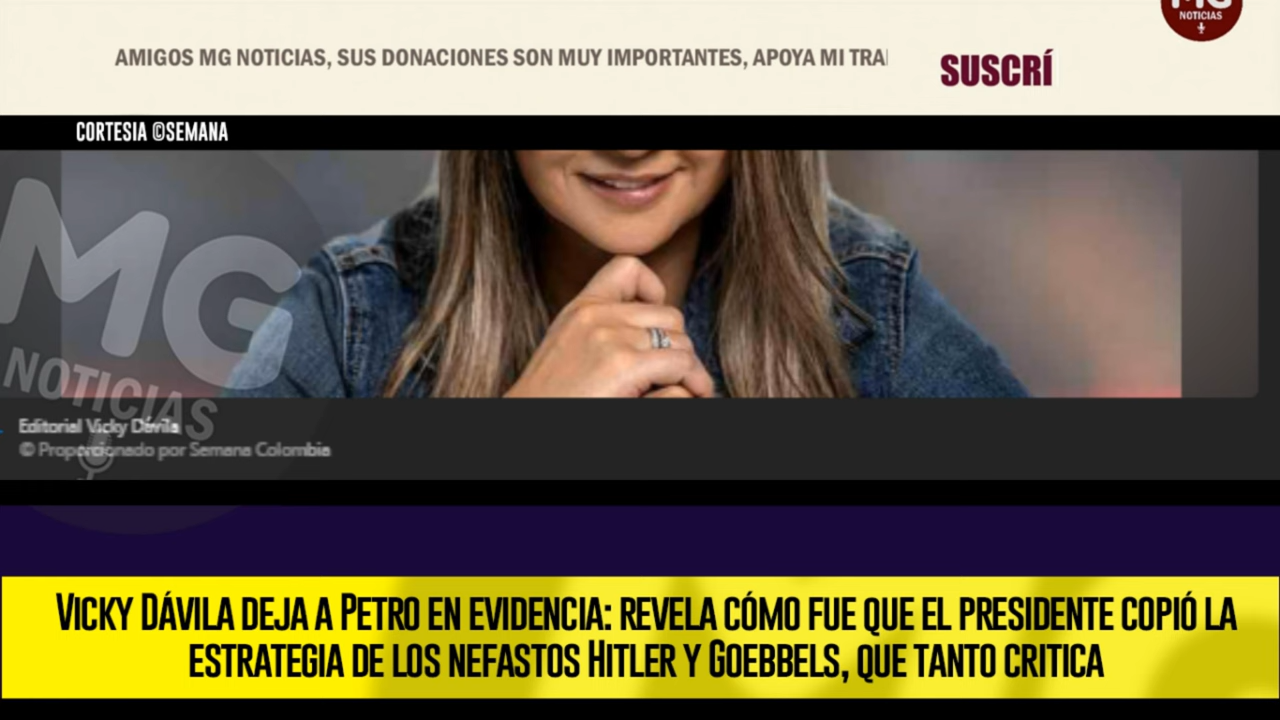 MG
NOTICIAS
AMIGOS MG NOTICIAS, SUS DONACIONES SON MUY IMPORTANTES, APOYA MI TRA
SUSCRÍ
CORTESIA ©SEMANA
MG
NOTICIAS
Editorial Vicky Dávila
© Proporcionado por Semana Colombia
VICKY DÁVILA DEJA A PETRO EN EVIDENCIA: REVELA CÓMO FUE QUE EL PRESIDENTE COPIÓ LA
ESTRATEGIA DE LOS NEFASTOS HITLER Y GOEBBELS, QUE TANTO CRITICA